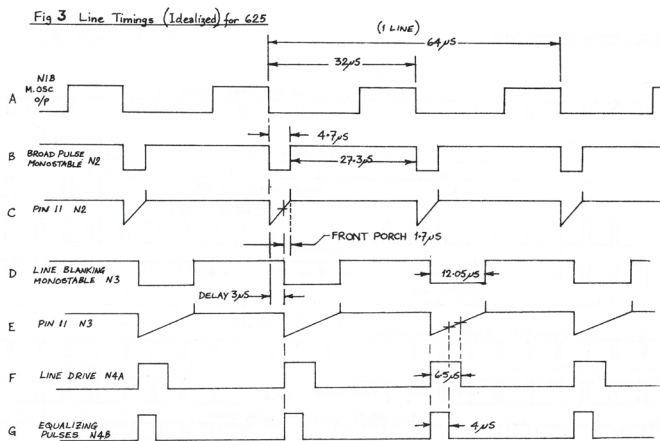 Fig 3 Line Timings (Idealized) for 625
(1 LINE)
64µS
32µS
A
N1B
M.OSC
O/P
4·7µS
B
BROAD PULSE
MONOSTABLE N2
27·3µS
C
PIN 11 N2
FRONT PORCH 1·7µS
D
LINE BLANKING
MONOSTABLE N3
12·05µS
DELAY 3µS
E
PIN 11 N3
F
LINE DRIVE N4A
6·5µS
G
EQUALIZING
PULSES N4B
4µS